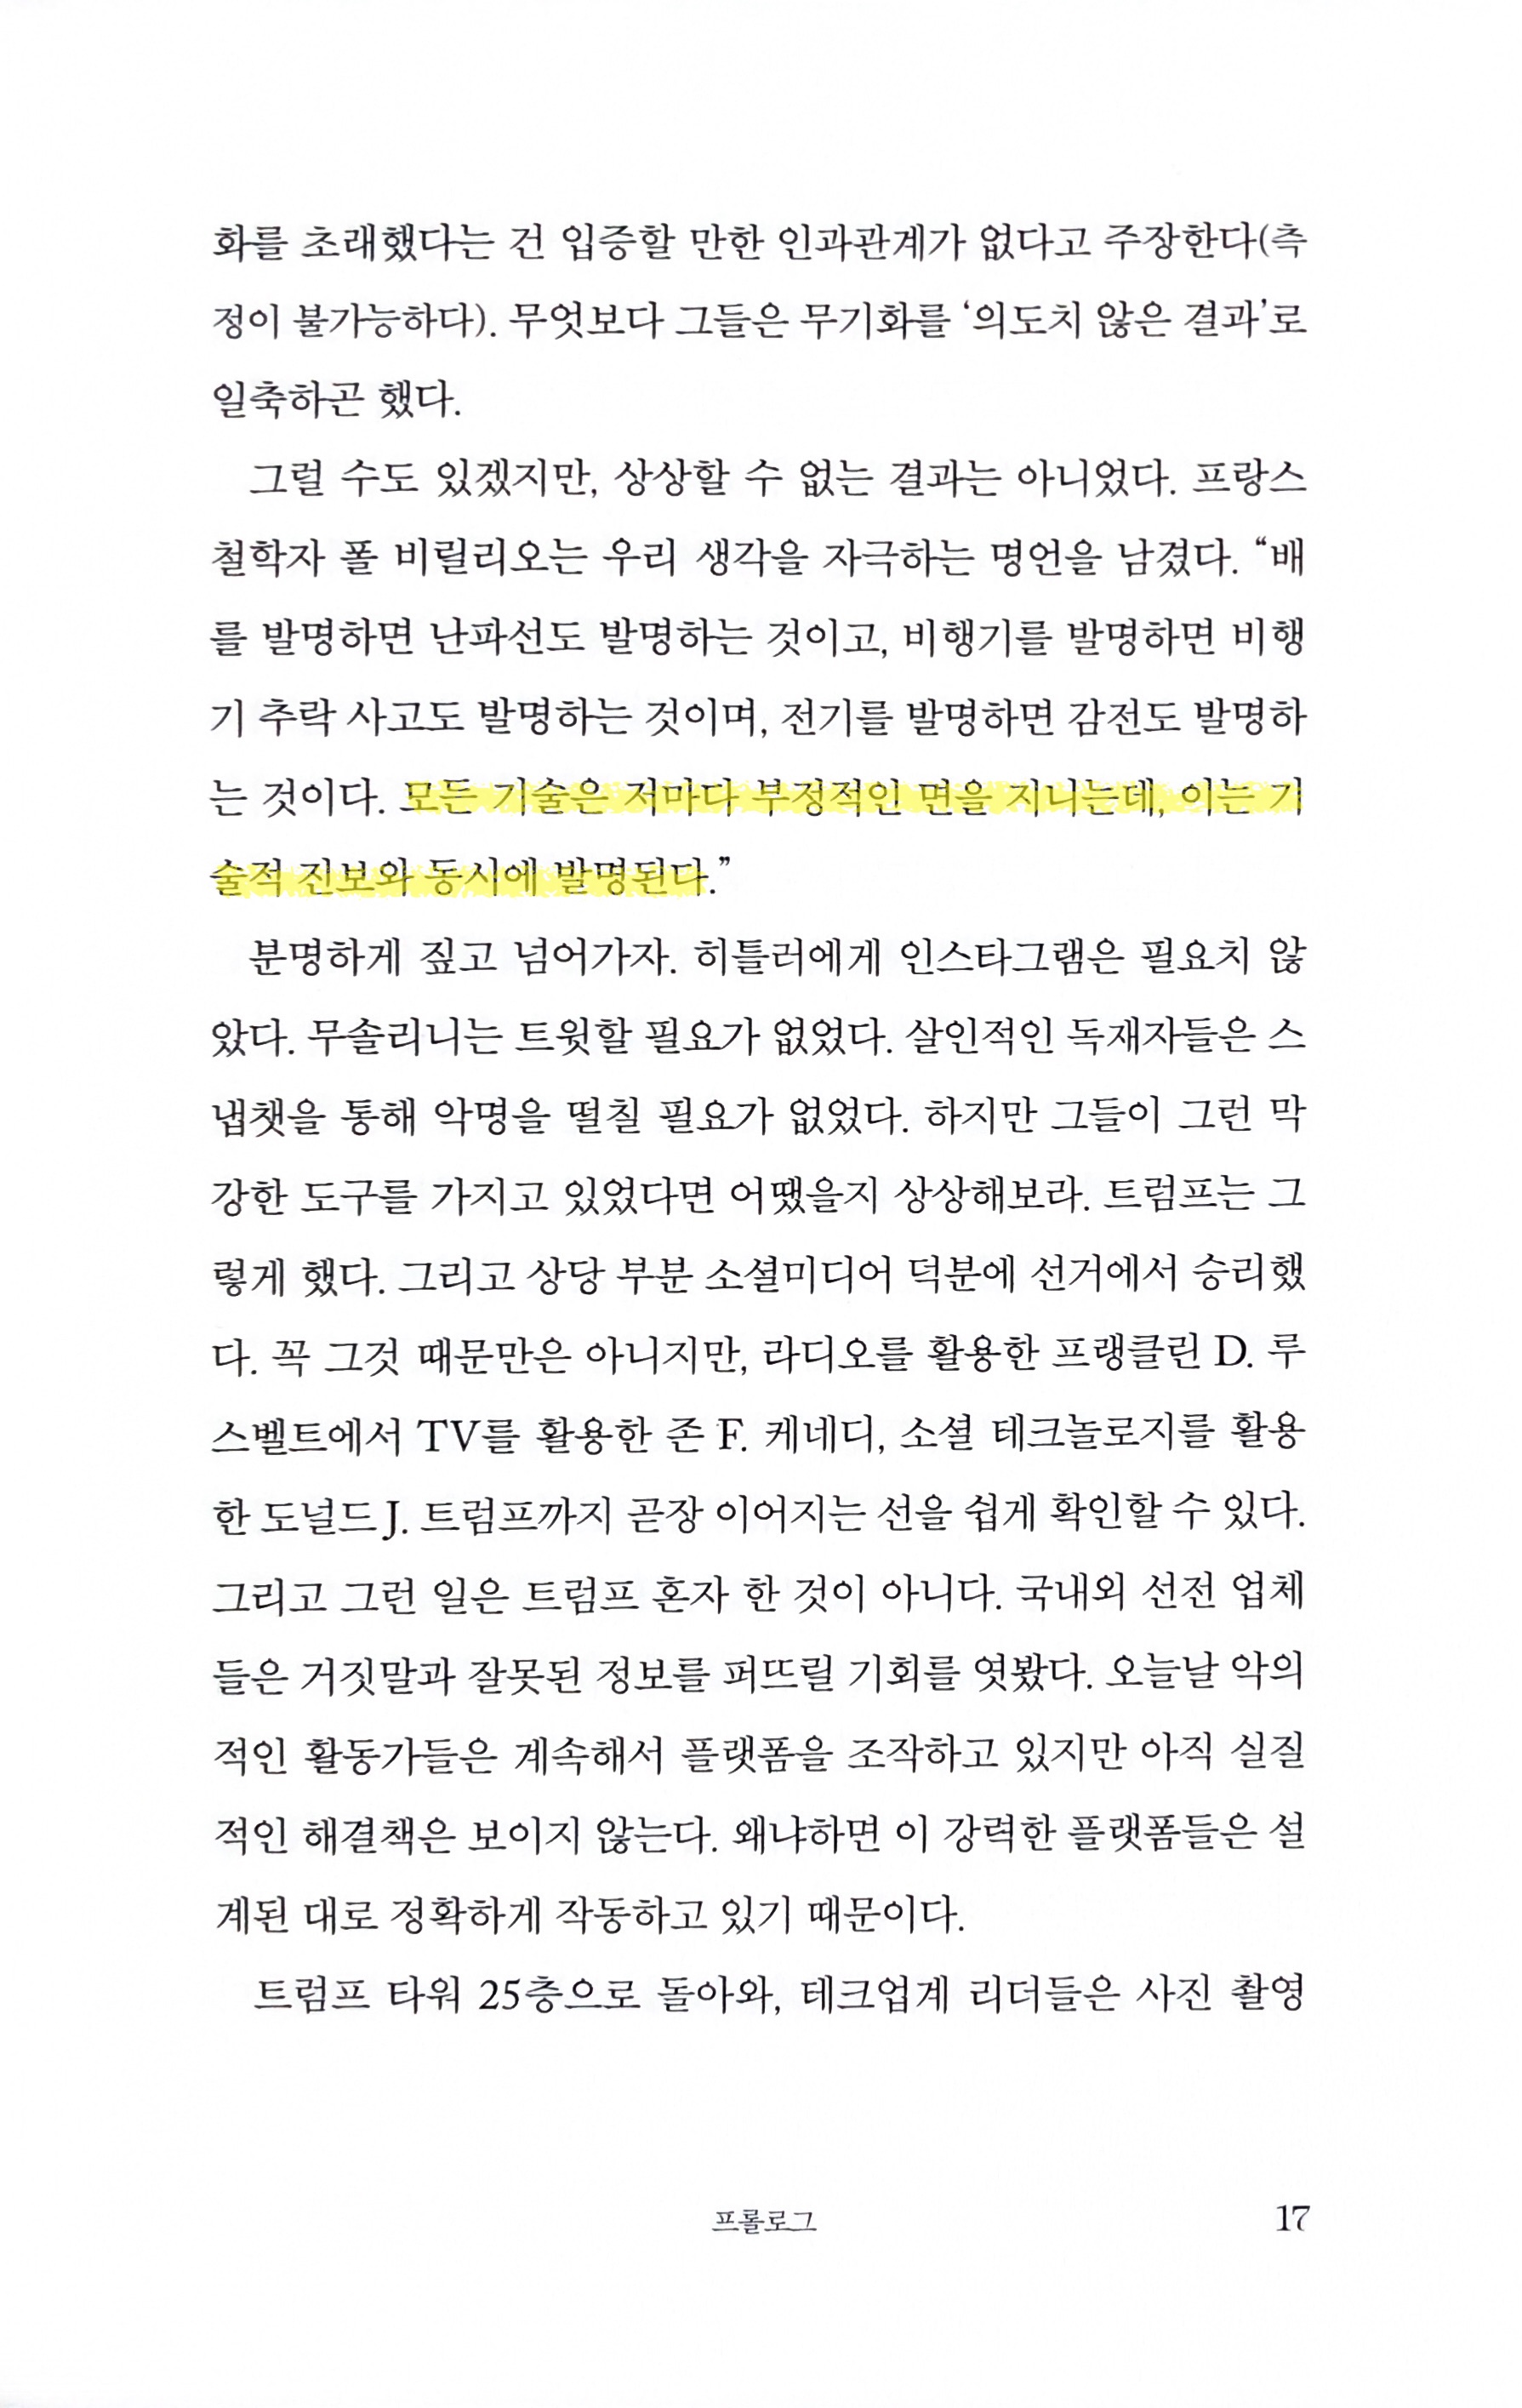 화를 초래했다는 건 입증할 만한 인과관계가 없다고 주장한다(측
정이 불가능하다). 무엇보다 그들은 무기화를 ‘의도치 않은 결과’로
일축하곤 했다.
그럴 수도 있겠지만, 상상할 수 없는 결과는 아니었다. 프랑스
철학자 폴 비릴리오는 우리 생각을 자극하는 명언을 남겼다. “배
를 발명하면 난파선도 발명하는 것이고, 비행기를 발명하면 비행
기 추락 사고도 발명하는 것이며, 전기를 발명하면 감전도 발명하
는 것이다. 모든 기술은 저마다 부정적인 면을 지니는데, 이는 기
술적 진보와 동시에 발명된다.”
분명하게 짚고 넘어가자. 히틀러에게 인스타그램은 필요치 않
았다. 무솔리니는 트윗할 필요가 없었다. 살인적인 독재자들은 스
냅챗을 통해 악명을 떨칠 필요가 없었다. 하지만 그들이 그런 막
강한 도구를 가지고 있었다면 어땠을지 상상해보라. 트럼프는 그
렇게 했다. 그리고 상당 부분 소셜미디어 덕분에 선거에서 승리했
다. 꼭 그것 때문만은 아니지만, 라디오를 활용한 프랭클린 D. 루
스벨트에서 TV를 활용한 존 F. 케네디, 소셜 테크놀로지를 활용
한 도널드 J. 트럼프까지 곧장 이어지는 선을 쉽게 확인할 수 있다.
그리고 그런 일은 트럼프 혼자 한 것이 아니다. 국내외 선전 업체
들은 거짓말과 잘못된 정보를 퍼뜨릴 기회를 엿봤다. 오늘날 악의
적인 활동가들은 계속해서 플랫폼을 조작하고 있지만 아직 실질
적인 해결책은 보이지 않는다. 왜냐하면 이 강력한 플랫폼들은 설
계된 대로 정확하게 작동하고 있기 때문이다.
트럼프 타워 25층으로 돌아와, 테크업계 리더들은 사진 촬영
프롤로그 17